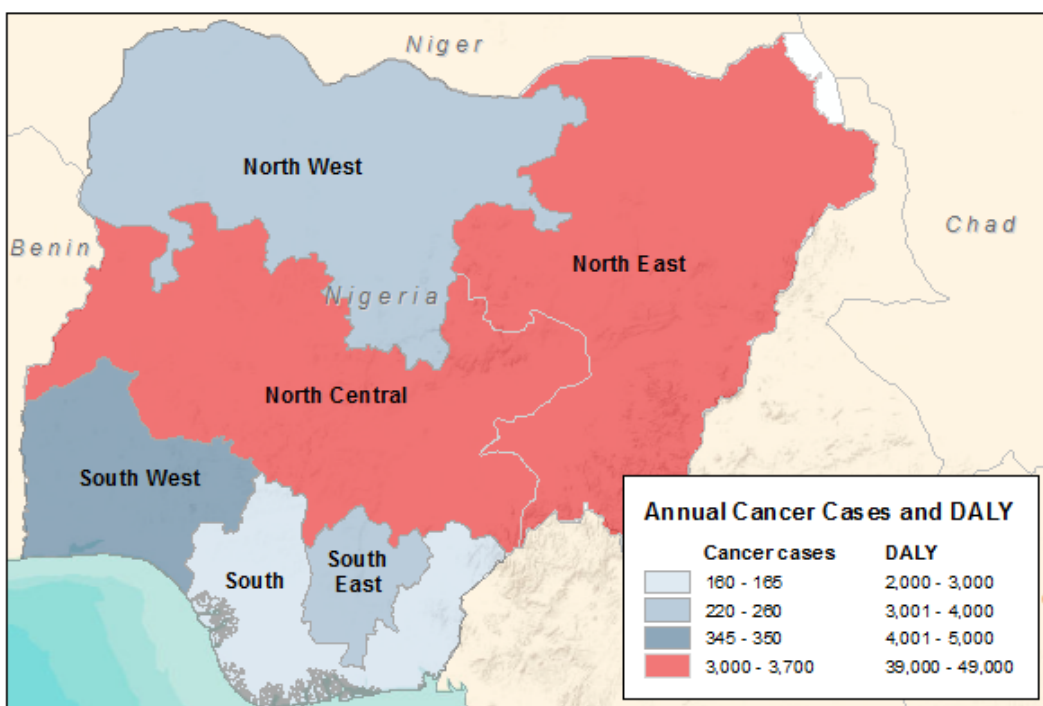 Niger
North West
Benin
Chad
North East
Nigeria
North Central
South West
South
South
East
Annual Cancer Cases and DALY
Cancer cases DALY
160 - 165 2,000 - 3,000
220 - 260 3,001 - 4,000
345 - 350 4,001 - 5,000
3,000 - 3,700 39,000 - 49,000